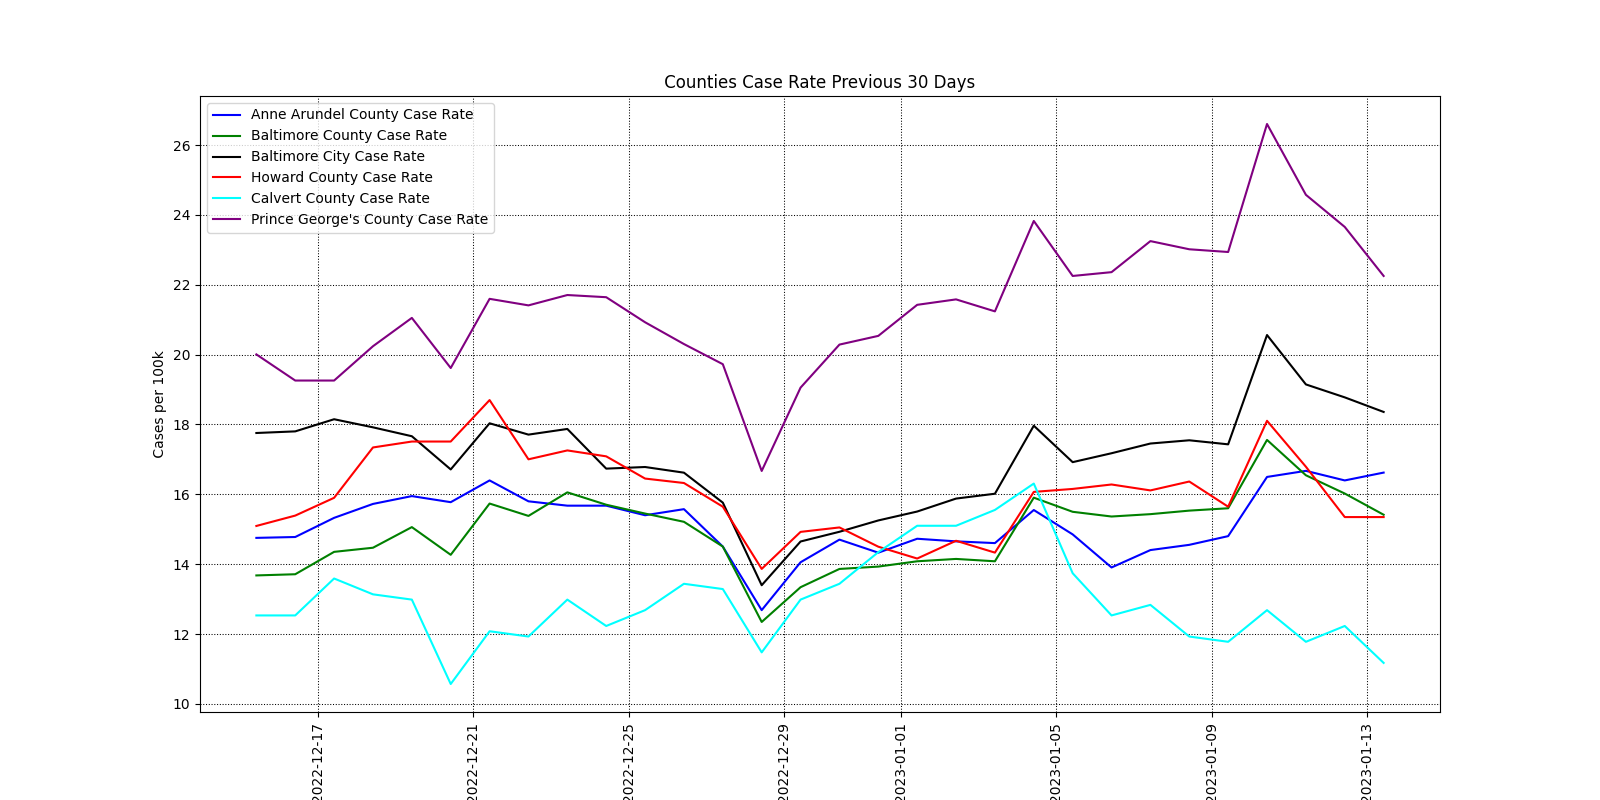 Counties Case Rate Previous 30 Days
Anne Arundel County Case Rate
Baltimore County Case Rate
Baltimore City Case Rate
Howard County Case Rate
Calvert County Case Rate
Prince George's County Case Rate
Cases per 100k
26
24
22
20
18
16
14
12
10
2022-12-17
2022-12-21
2022-12-25
2022-12-29
2023-01-01
2023-01-05
2023-01-09
2023-01-13